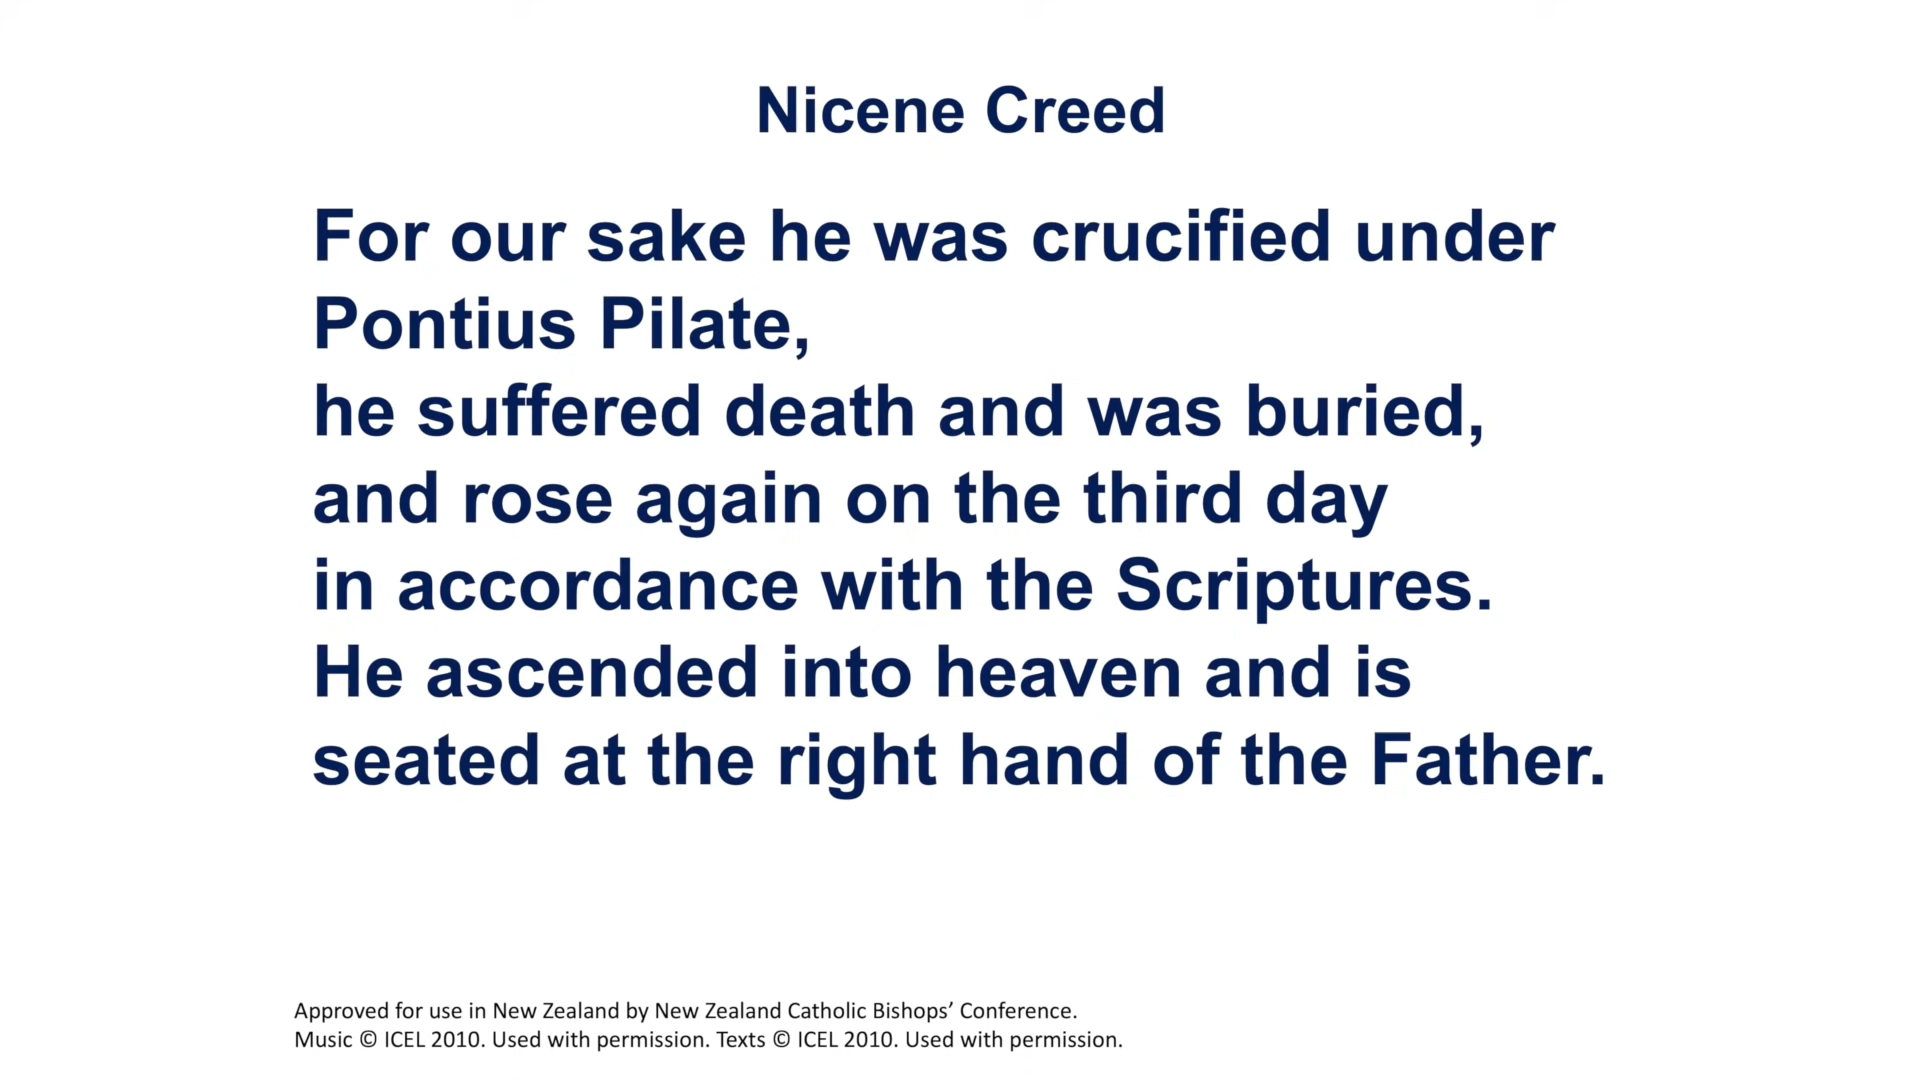 Nicene Creed
For our sake he was crucified under
Pontius Pilate,
he suffered death and was buried,
and rose again on the third day
in accordance with the Scriptures.
He ascended into heaven and is
seated at the right hand of the Father.
Approved for use in New Zealand by New Zealand Catholic Bishops’ Conference.
Music © ICEL 2010. Used with permission. Texts © ICEL 2010. Used with permission.